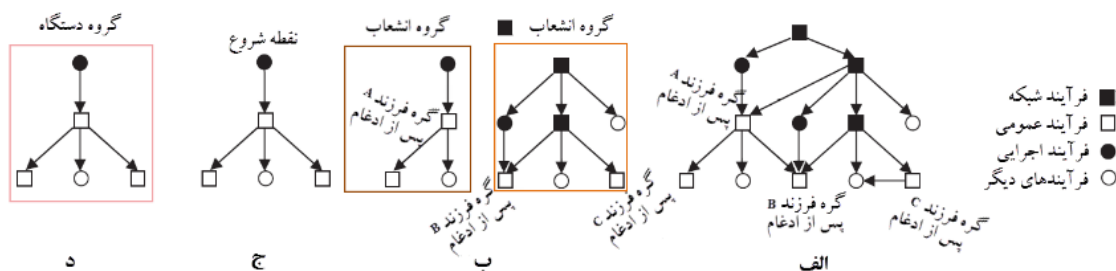 گروه انشعاب
گروه انشعاب
نقطه شروع
گروه دستگاه
فرآیند شبکه
فرآیند عمومی
فرآیند اجرایی
فرآیندهای دیگر
گره فرزند A
پس از ادغام
گره فرزند B
پس از ادغام
گره فرزند C
پس از ادغام
گره فرزند A
پس از ادغام
گره فرزند B
پس از ادغام
گره فرزند C
پس از ادغام
الف
ب
ج
د